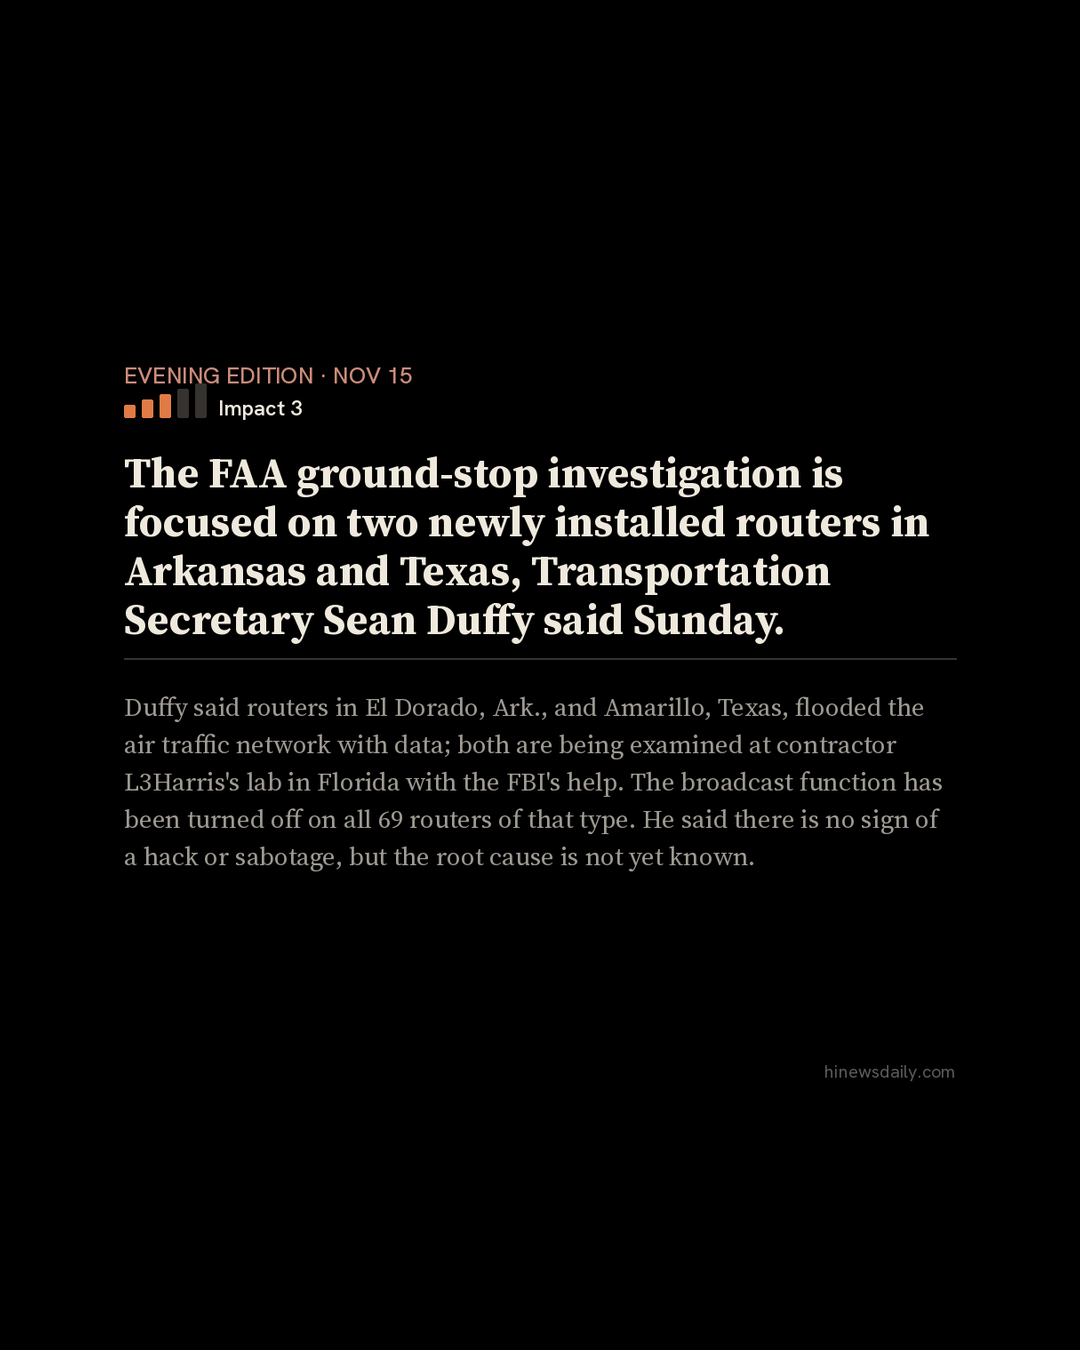 EVENING EDITION · NOV 15
Impact 3
The FAA ground-stop investigation is
focused on two newly installed routers in
Arkansas and Texas, Transportation
Secretary Sean Duffy said Sunday.
Duffy said routers in El Dorado, Ark., and Amarillo, Texas, flooded the
air traffic network with data; both are being examined at contractor
L3Harris's lab in Florida with the FBI's help. The broadcast function has
been turned off on all 69 routers of that type. He said there is no sign of
a hack or sabotage, but the root cause is not yet known.
hinewsdaily.com